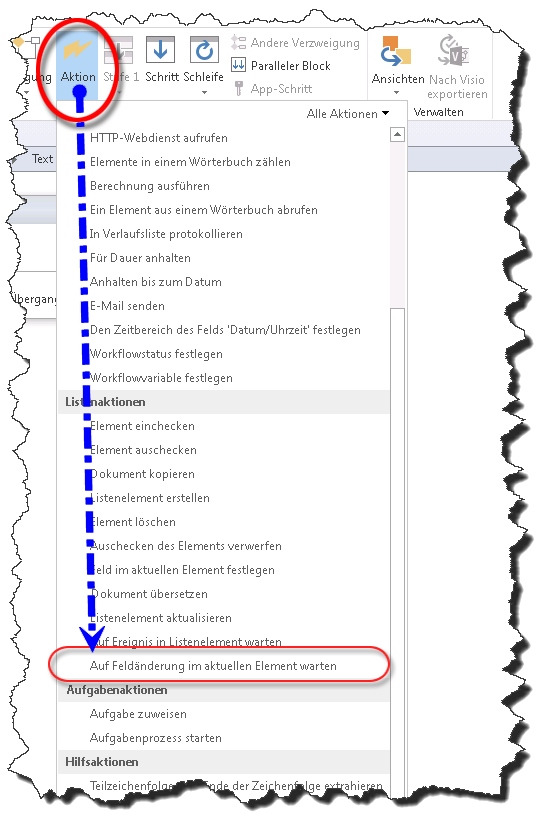 Andere Verzweigung
Aktion
Stufe 1
Schritt
Schleife
Paralleler Block
App-Schritt
Ansichten
Nach Visio
exportieren
Verwalten
Alle Aktionen
Text
HTTP-Webdienst aufrufen
Elemente in einem Wörterbuch zählen
Berechnung ausführen
Ein Element aus einem Wörterbuch abrufen
In Verlaufsliste protokollieren
Für Dauer anhalten
Anhalten bis zum Datum
E-Mail senden
Den Zeitbereich des Felds 'Datum/Uhrzeit' festlegen
Workflowstatus festlegen
Workflowvariable festlegen
Listenaktionen
Element einchecken
Element auschecken
Dokument kopieren
Listenelement erstellen
Element löschen
Auschecken des Elements verwerfen
Feld im aktuellen Element festlegen
Dokument übersetzen
Listenelement aktualisieren
Auf Ereignis in Listenelement warten
Auf Feldänderung im aktuellen Element warten
Aufgabenaktionen
Aufgabe zuweisen
Aufgabenprozess starten
Hilfsaktionen
der Zeichenfolge extrahieren